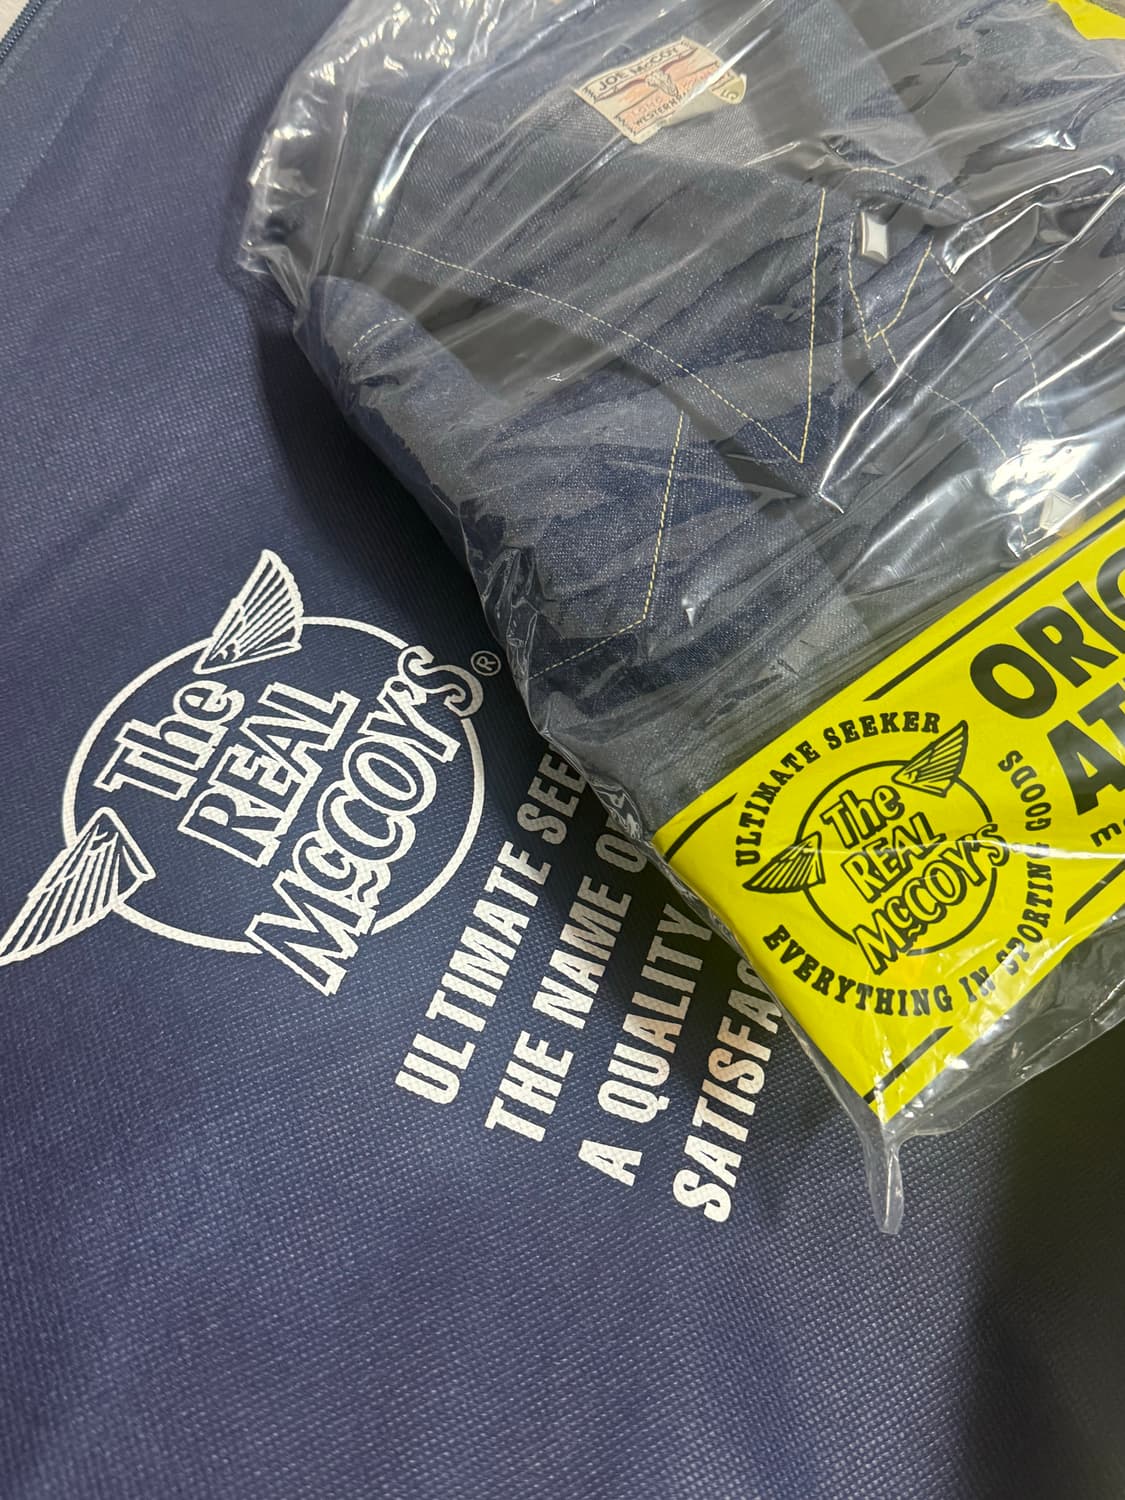 JOE McCOY
WESTERN
The
REAL
McCOY'S®
ULTIMATE SEE
THE NAME O
A QUALITY
SATISFAC
ULTIMATE SEEKER
The
REAL
McCOY'S
EVERYTHING IN SPORTING GOODS
ORIG
AT